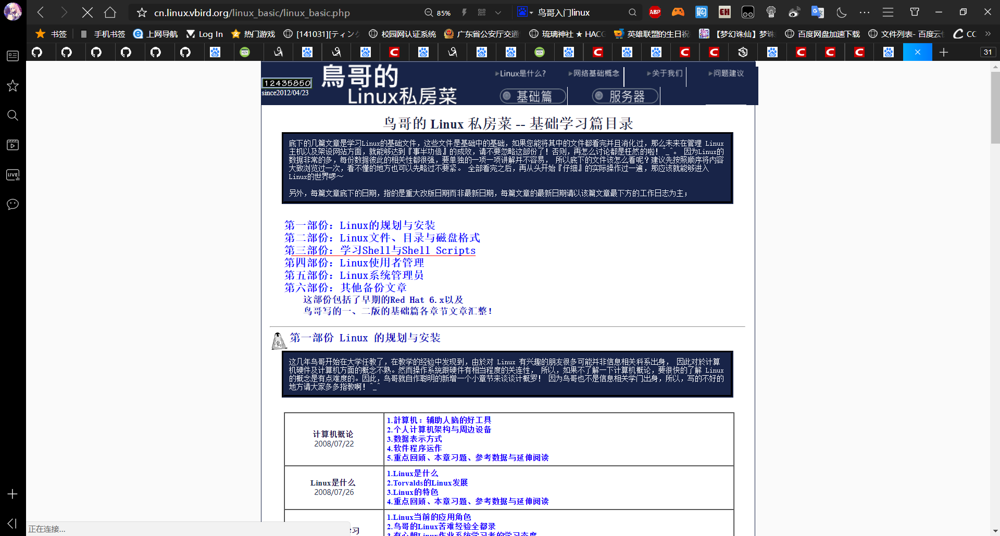 cn.linux.vbird.org/linux_basic/linux_basic.php
85%
鸟哥入门linux
ABP
购
EH
书签
手机书签
上网导航
Log In
热门游戏
[141031][ティンク
校园网认证系统
广东省公安厅交通
琉璃神社 ★ HACG
英雄联盟的生日祝
【梦幻诛仙】梦诛
百度网盘加速下载
文件列表- 百度云
CC
31
LIVE
12435850
since2012/04/23
鳥哥的
Linux私房菜
Linux是什么?
网络基础概念
关于我们
问题建议
基础篇
服务器
鸟哥的 Linux 私房菜 -- 基础学习篇目录
底下的几篇文章是学习Linux的基础文件，这些文件是基础中的基础，如果您能将其中的文件都看完并且消化过，那么未来在管理 Linux
主机以及架设网站方面，就能够达到『事半功倍』的成效，请不要忽略这部份了！否则，再怎么讨论都是枉然的啦！^_^。 因为Linux的
数据非常的多，每份数据彼此的相关性都很强，要单独的一项一项讲解并不容易， 所以底下的文件该怎么看呢？建议先按照顺序将内容
大致浏览过一次，看不懂的地方也可以先略过不要紧。 全部看完之后，再从头开始『仔细』的实际操作过一遍，那应该就能够进入
Linux的世界啰～
另外，每篇文章底下的日期，指的是重大改版日期而非最新日期，每篇文章的最新日期请以该篇文章最下方的工作日志为主；
第一部份：Linux的规划与安装
第二部份：Linux文件、目录与磁盘格式
第三部份：学习Shell与Shell Scripts
第四部份：Linux使用者管理
第五部份：Linux系统管理员
第六部份：其他备份文章
这部份包括了早期的Red Hat 6.x以及
鸟哥写的一、二版的基础篇各章节文章汇整！
第一部份 Linux 的规划与安装
这几年鸟哥开始在大学任教了，在教学的经验中发现到，由於对 Linux 有兴趣的朋友很多可能并非信息相关科系出身， 因此对於计算
机硬件及计算机方面的概念不熟。然而操作系统跟硬件有相当程度的关连性， 所以，如果不了解一下计算机概论，要很快的了解 Linux
的概念是有点难度的。因此，鸟哥就自作聪明的新增一个小章节来谈谈计概罗！ 因为鸟哥也不是信息相关学门出身，所以，写的不好的
地方请大家多多指教啊！^_^
计算机概论
2008/07/22
1.計算机：辅助人脑的好工具
2.个人计算机架构与周边设备
3.数据表示方式
4.软件程序运作
5.重点回顾、本章习题、参考数据与延伸阅读
Linux是什么
2008/07/26
1.Linux是什么
2.Torvalds的Linux发展
3.Linux的特色
4.重点回顾、本章习题、参考数据与延伸阅读
学习
1.Linux当前的应用角色
2.鸟哥的Linux苦难经验全都录
3.有心朝Linux作业系统学习者的学习态度
正在连接...